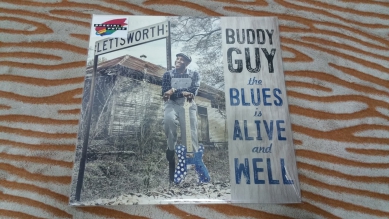 LETTSWORTH
BUDDY
GUY
the
BLUES
is
ALIVE
and
WELL